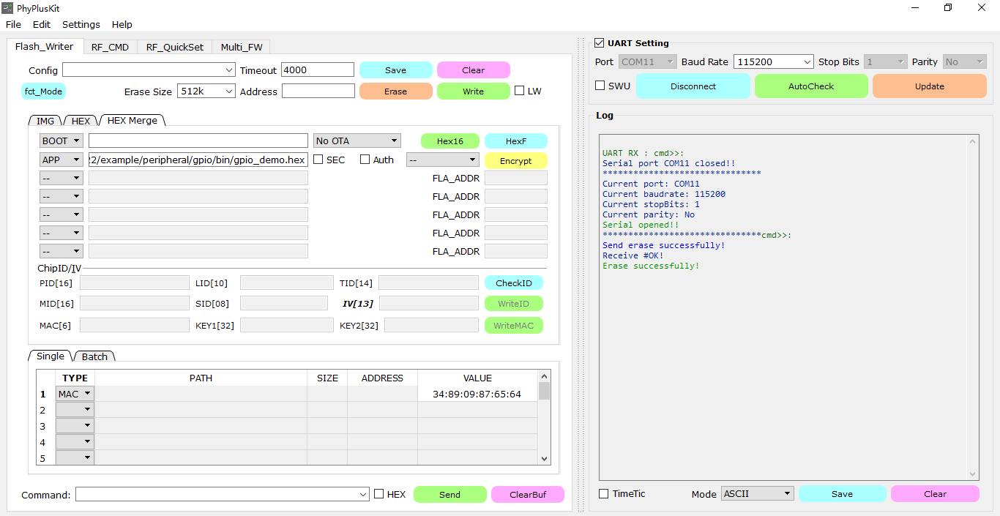 PhyPlusKit
File Edit Settings Help
Flash_Writer RF_CMD RF_QuickSet Multi_FW
Config Timeout 4000 Save Clear
fct_Mode Erase Size 512k Address Erase Write LW
IMG HEX HEX Merge
BOOT No OTA Hex16 HexF
APP 22/example/peripheral/gpio/bin/gpio_demo.hex SEC Auth -- Encrypt
-- FLA_ADDR
-- FLA_ADDR
-- FLA_ADDR
-- FLA_ADDR
-- FLA_ADDR
ChipID/IV
PID[16] LID[10] TID[14] CheckID
MID[16] SID[08] IV[13] WriteID
MAC[6] KEY1[32] KEY2[32] WriteMAC
Single Batch
TYPE PATH SIZE ADDRESS VALUE
1 MAC 34:89:09:87:65:64
2
3
4
5
Command: HEX Send ClearBuf
UART Setting
Port COM11 Baud Rate 115200 Stop Bits 1 Parity No
SWU Disconnect AutoCheck Update
Log
UART RX : cmd>>:
Serial port COM11 closed!!
*******************************
Current port: COM11
Current baudrate: 115200
Current stopBits: 1
Current parity: No
Serial opened!!
*******************************cmd>>:
Send erase successfully!
Receive #OK!
Erase successfully!
TimeTic Mode ASCII Save Clear